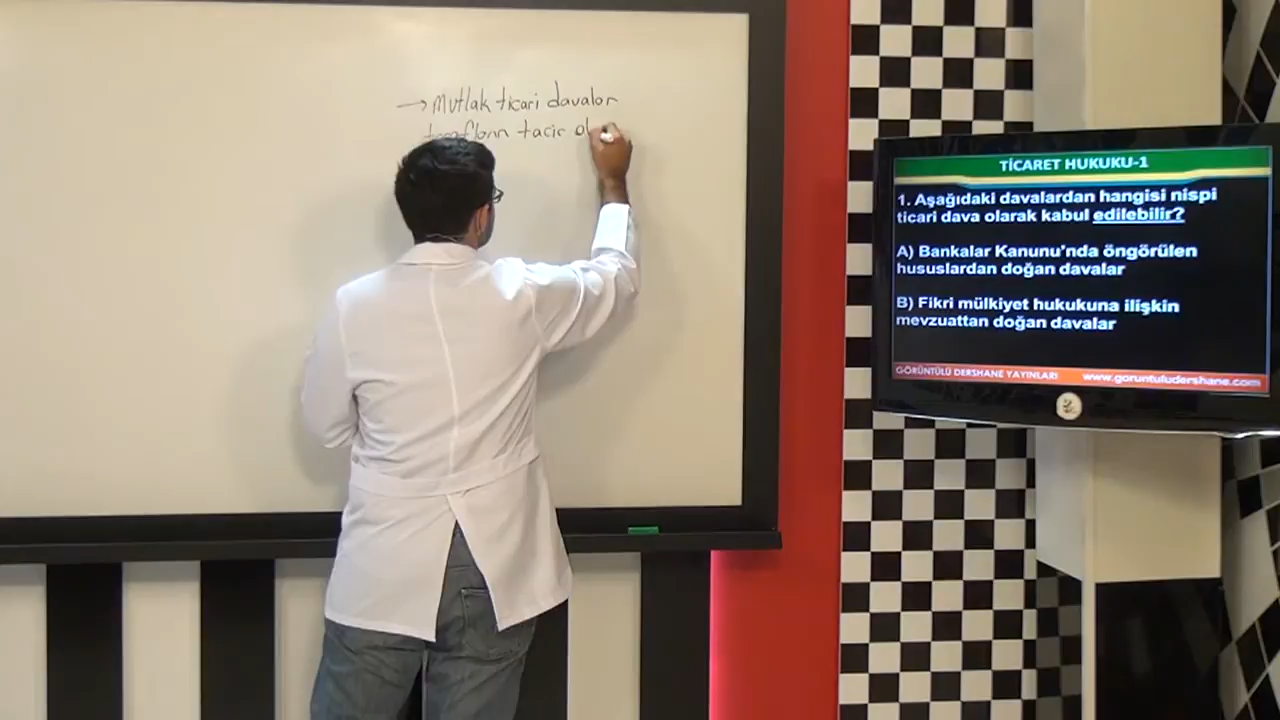 → Mutlak ticari davalar
tarafların tacir ol
TİCARET HUKUKU-1
1. Aşağıdaki davalardan hangisi nispi
ticari dava olarak kabul edilebilir?
A) Bankalar Kanunu'nda öngörülen
hususlardan doğan davalar
B) Fikri mülkiyet hukukuna ilişkin
mevzuattan doğan davalar
GÖRÜNTÜLÜ DERSHANE YAYINLARI www.goruntuludershane.com